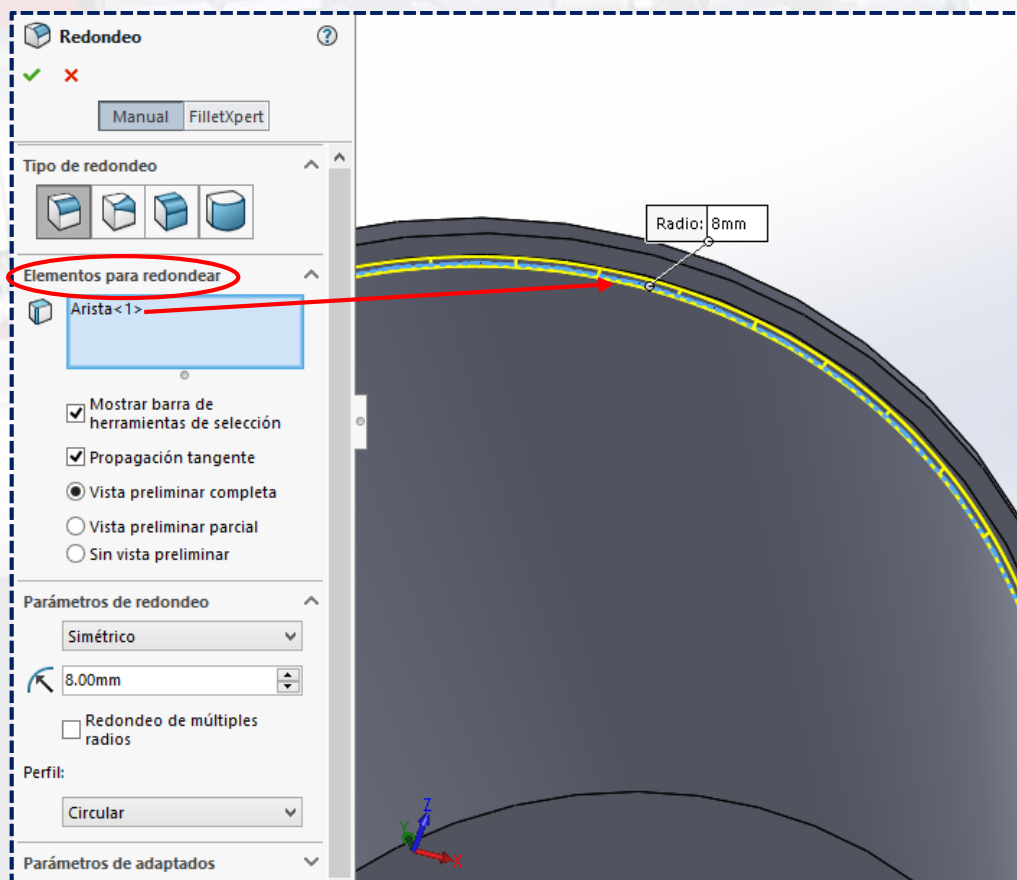 Redondeo
Manual FilletXpert
Tipo de redondeo
Elementos para redondear
Arista<1>
Mostrar barra de
herramientas de selección
Propagación tangente
Vista preliminar completa
Vista preliminar parcial
Sin vista preliminar
Parámetros de redondeo
Simétrico
8.00mm
Redondeo de múltiples
radios
Perfil:
Circular
Parámetros de adaptados
Radio: 8mm
Z
Y
X